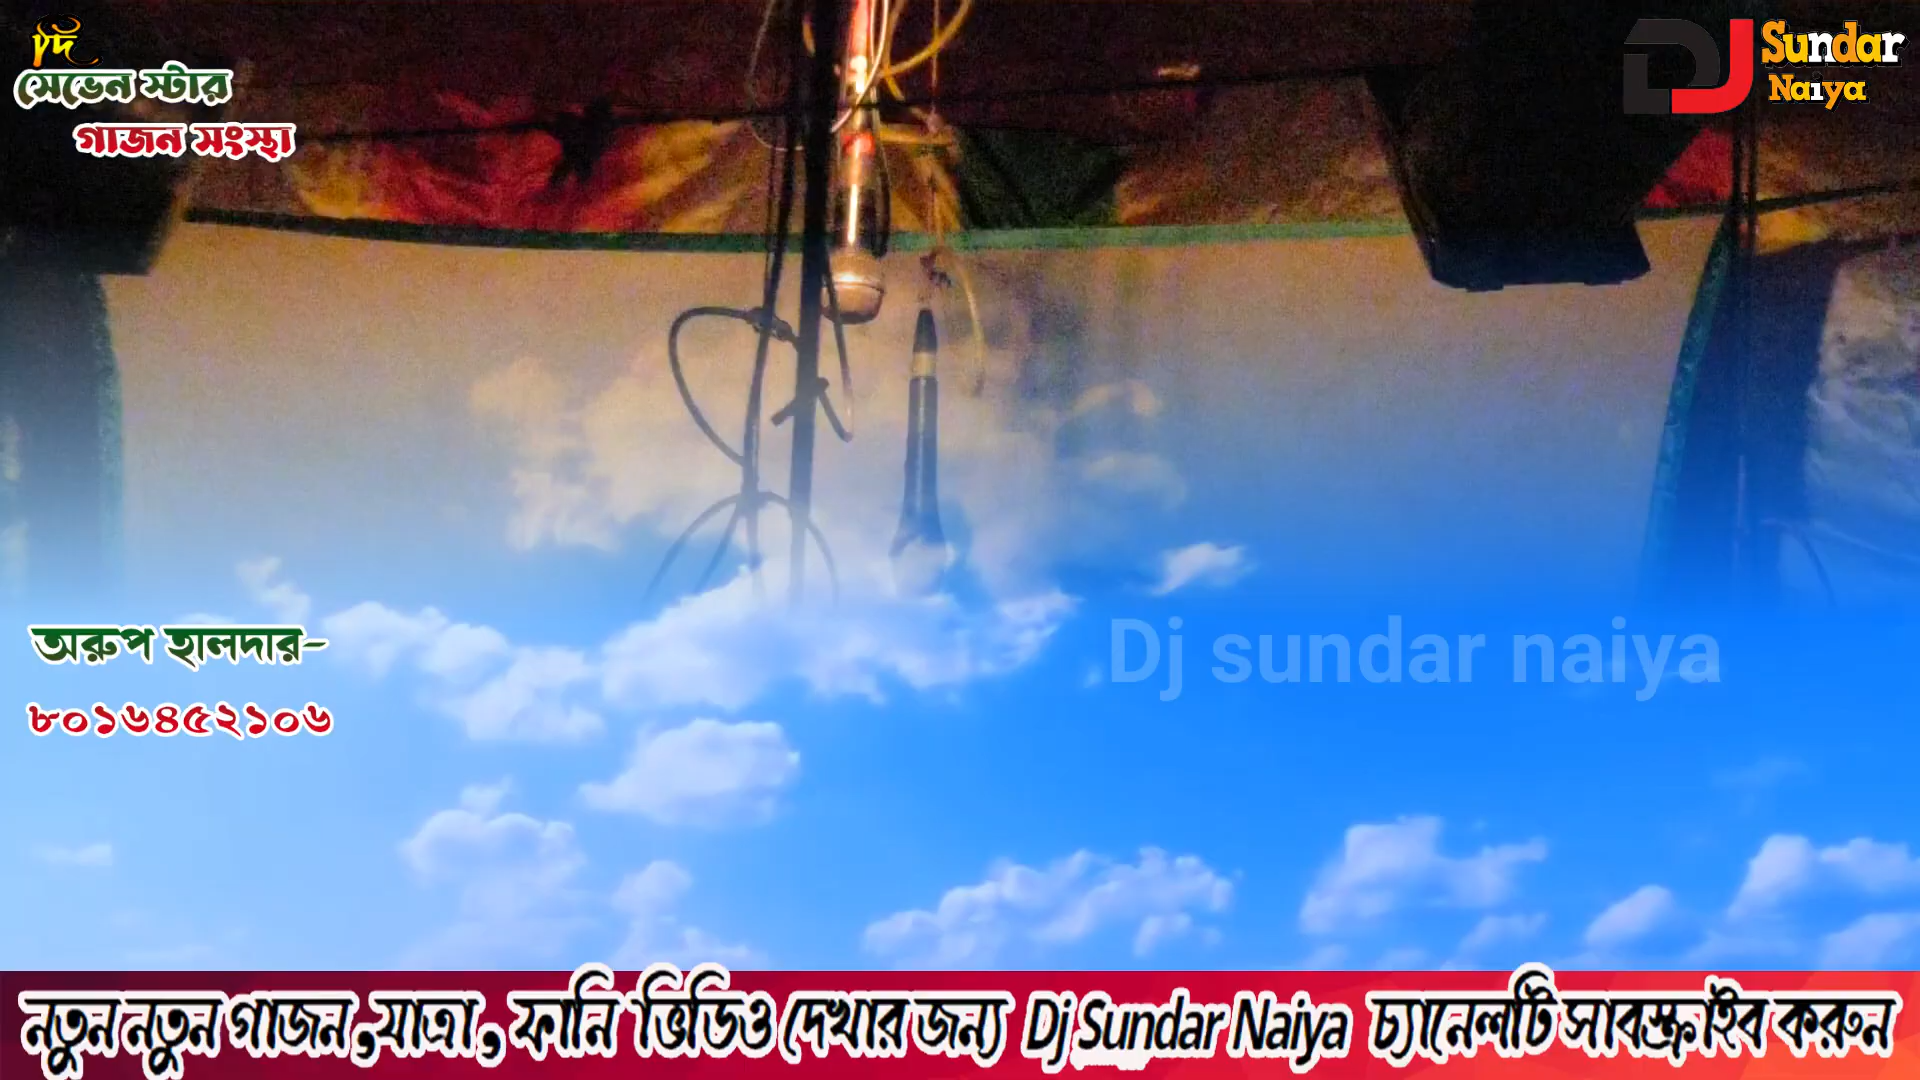 দি
সেভেন স্টার
গাজন সংস্থা
DJ Sundar
Naiya
অরুপ হালদার-
৮০১৬৪৫২১০৬
Dj sundar naiya
নতুন নতুন গাজন ,যাত্রা , ফানি ভিডিও দেখার জন্য Dj Sundar Naiya চ্যানেলটি সাবস্ক্রাইব করুন